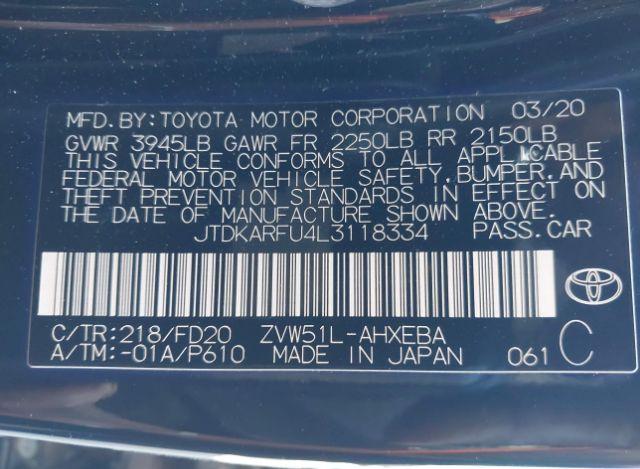 MFD.BY:TOYOTA MOTOR CORPORATION 03/20
GVWR 3945LB GAWR FR 2250LB RR 2150LB
THIS VEHICLE CONFORMS TO ALL APPLICABLE
FEDERAL MOTOR VEHICLE SAFETY,BUMPER,AND
THEFT PREVENTION STANDARDS IN EFFECT ON
THE DATE OF MANUFACTURE SHOWN ABOVE.
JTDKARFU4L3118334 PASS.CAR
C/TR:218/FD20 ZVW51L-AHXEBA
A/TM:-01A/P610 MADE IN JAPAN 061 C